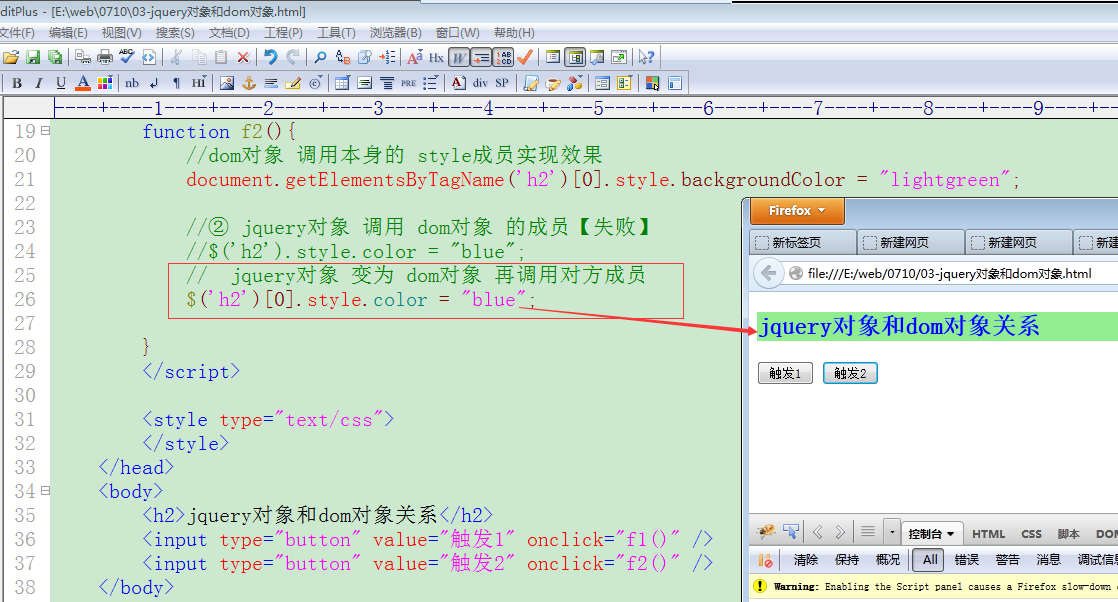 ditPlus - [E:\web\0710\03-jquery对象和dom对象.html]
文件(F) 编辑(E) 视图(V) 搜索(S) 文档(D) 工程(P) 工具(T) 浏览器(B) 窗口(W) 帮助(H)
B I U A nb ¶ Hi PRE A div SP
1 2 3 4 5 6 7 8 9
19 function f2(){
20 //dom对象 调用本身的 style成员实现效果
21 document.getElementsByTagName('h2')[0].style.backgroundColor = "lightgreen";
22
23 //② jquery对象 调用 dom对象 的成员【失败】
24 //$('h2').style.color = "blue";
25 // jquery对象 变为 dom对象 再调用对方成员
26 $('h2')[0].style.color = "blue";
27
28 }
29 </script>
30
31 <style type="text/css">
32 </style>
33 </head>
34 <body>
35 <h2>jquery对象和dom对象关系</h2>
36 <input type="button" value="触发1" onclick="f1()" />
37 <input type="button" value="触发2" onclick="f2()" />
38 </body>
Firefox
新标签页 新建网页 新建网页 新建
file:///E:/web/0710/03-jquery对象和dom对象.html
jquery对象和dom对象关系
触发1 触发2
控制台 HTML CSS 脚本 DOM
清除 保持 概况 All 错误 警告 消息 调试信息
Warning: Enabling the Script panel causes a Firefox slow-down